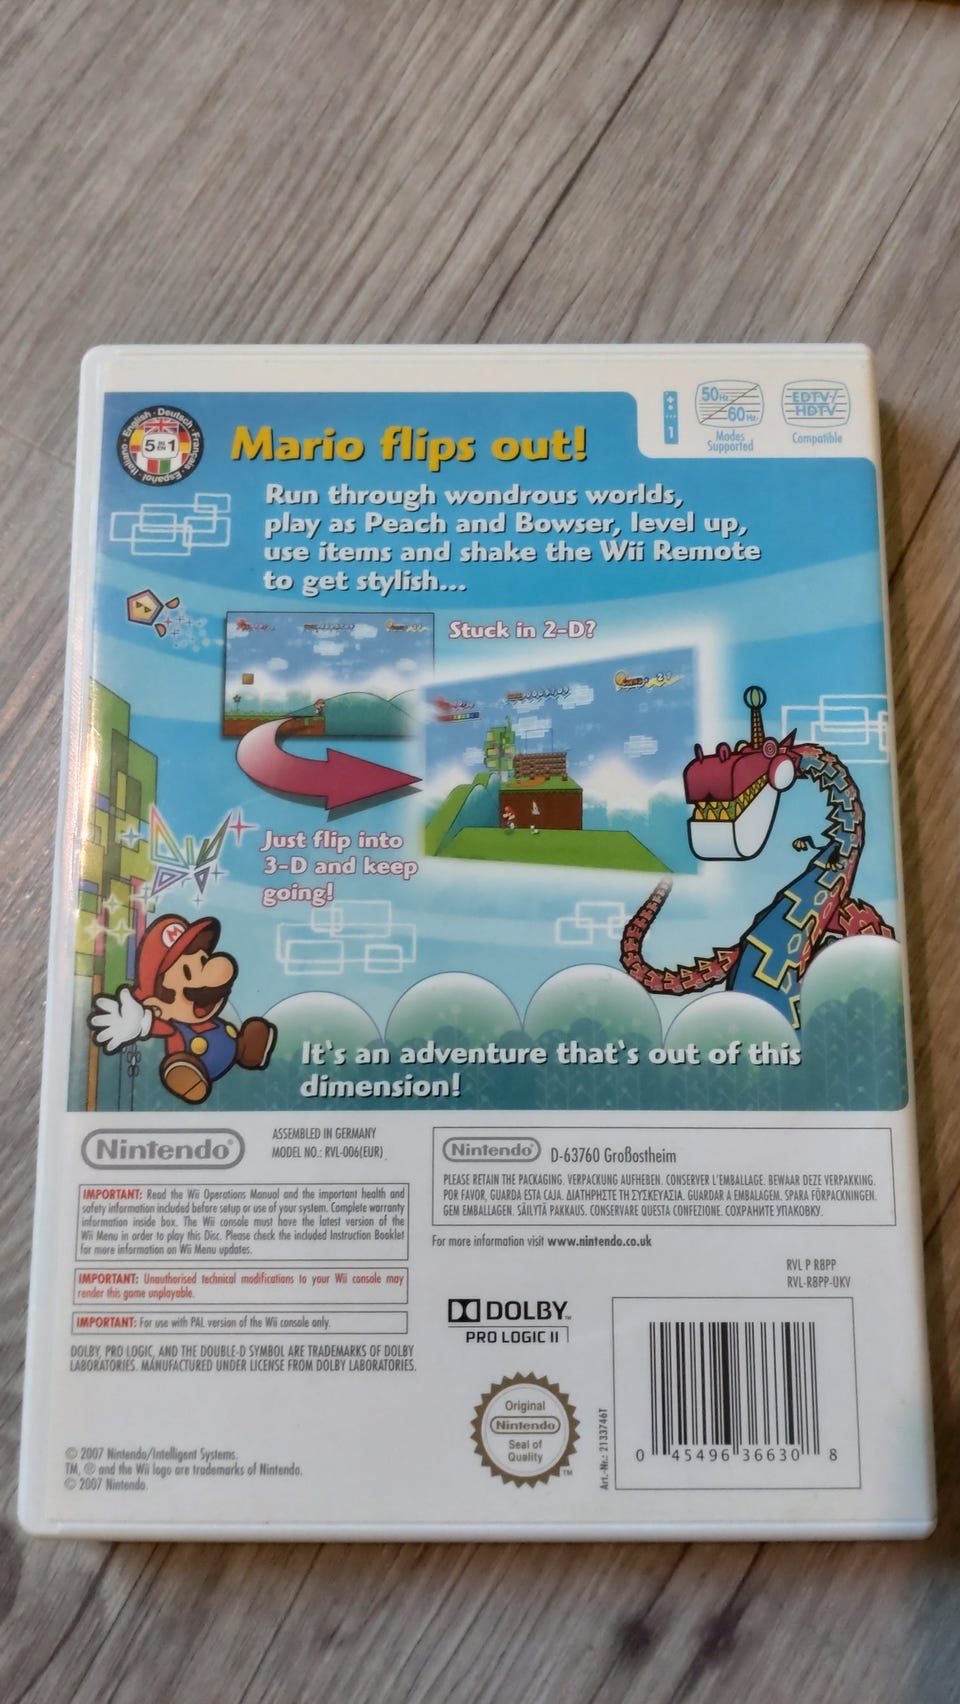 English · Deutsch · Français · Español · Italiano
5 IN EN 1
Mario flips out!
1
50Hz
60Hz
Modes
Supported
EDTV/
HDTV
Compatible
Run through wondrous worlds,
play as Peach and Bowser, level up,
use items and shake the Wii Remote
to get stylish...
Stuck in 2-D?
Just flip into
3-D and keep
going!
M
It's an adventure that's out of this
dimension!
Nintendo®
ASSEMBLED IN GERMANY
MODEL NO.: RVL-006(EUR)
IMPORTANT: Read the Wii Operations Manual and the important health and
safety information included before setup or use of your system. Complete warranty
information inside box. The Wii console must have the latest version of the
Wii Menu in order to play this Disc. Please check the included Instruction Booklet
for more information on Wii Menu updates.
IMPORTANT: Unauthorised technical modifications to your Wii console may
render this game unplayable.
IMPORTANT: For use with PAL version of the Wii console only.
DOLBY, PRO LOGIC, AND THE DOUBLE-D SYMBOL ARE TRADEMARKS OF DOLBY
LABORATORIES. MANUFACTURED UNDER LICENSE FROM DOLBY LABORATORIES.
© 2007 Nintendo/Intelligent Systems.
TM, ® and the Wii logo are trademarks of Nintendo.
© 2007 Nintendo.
Nintendo® D-63760 Großostheim
PLEASE RETAIN THE PACKAGING. VERPACKUNG AUFHEBEN. CONSERVER L'EMBALLAGE. BEWAAR DEZE VERPAKKING.
POR FAVOR, GUARDA ESTA CAJA. ΔΙΑΤΗΡΗΣΤΕ ΤΗ ΣΥΣΚΕΥΑΣΙΑ. GUARDAR A EMBALAGEM. SPARA FÖRPACKNINGEN.
GEM EMBALLAGEN. SÄILYTÄ PAKKAUS. CONSERVARE QUESTA CONFEZIONE. СОХРАНИТЕ УПАКОВКУ.
For more information visit www.nintendo.co.uk
RVL P R8PP
RVL-R8PP-UKV
DOLBY™
PRO LOGIC II
Original
Nintendo
Seal of
Quality
TM
Art.-Nr.: 2133746T
0 45496 36630 8